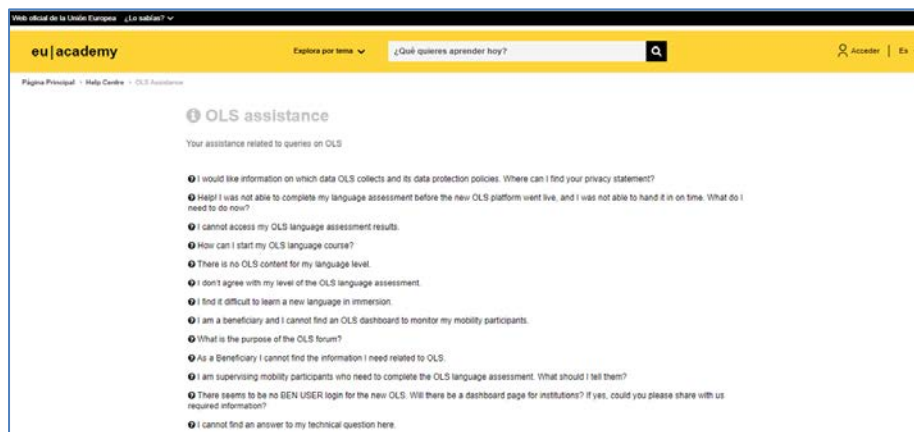 Web oficial de la Unión Europea ¿Lo sabías?
eu|academy Explora por tema ¿Qué quieres aprender hoy? Acceder | Es
Página Principal Help Centre OLS Assistance
OLS assistance
Your assistance related to queries on OLS
I would like information on which data OLS collects and its data protection policies. Where can I find your privacy statement?
Help! I was not able to complete my language assessment before the new OLS platform went live, and I was not able to hand it in on time. What do I
need to do now?
I cannot access my OLS language assessment results.
How can I start my OLS language course?
There is no OLS content for my language level.
I don't agree with my level of the OLS language assessment.
I find it difficult to learn a new language in immersion.
I am a beneficiary and I cannot find an OLS dashboard to monitor my mobility participants.
What is the purpose of the OLS forum?
As a Beneficiary I cannot find the information I need related to OLS.
I am supervising mobility participants who need to complete the OLS language assessment. What should I tell them?
There seems to be no BEN USER login for the new OLS. Will there be a dashboard page for institutions? If yes, could you please share with us
required information?
I cannot find an answer to my technical question here.